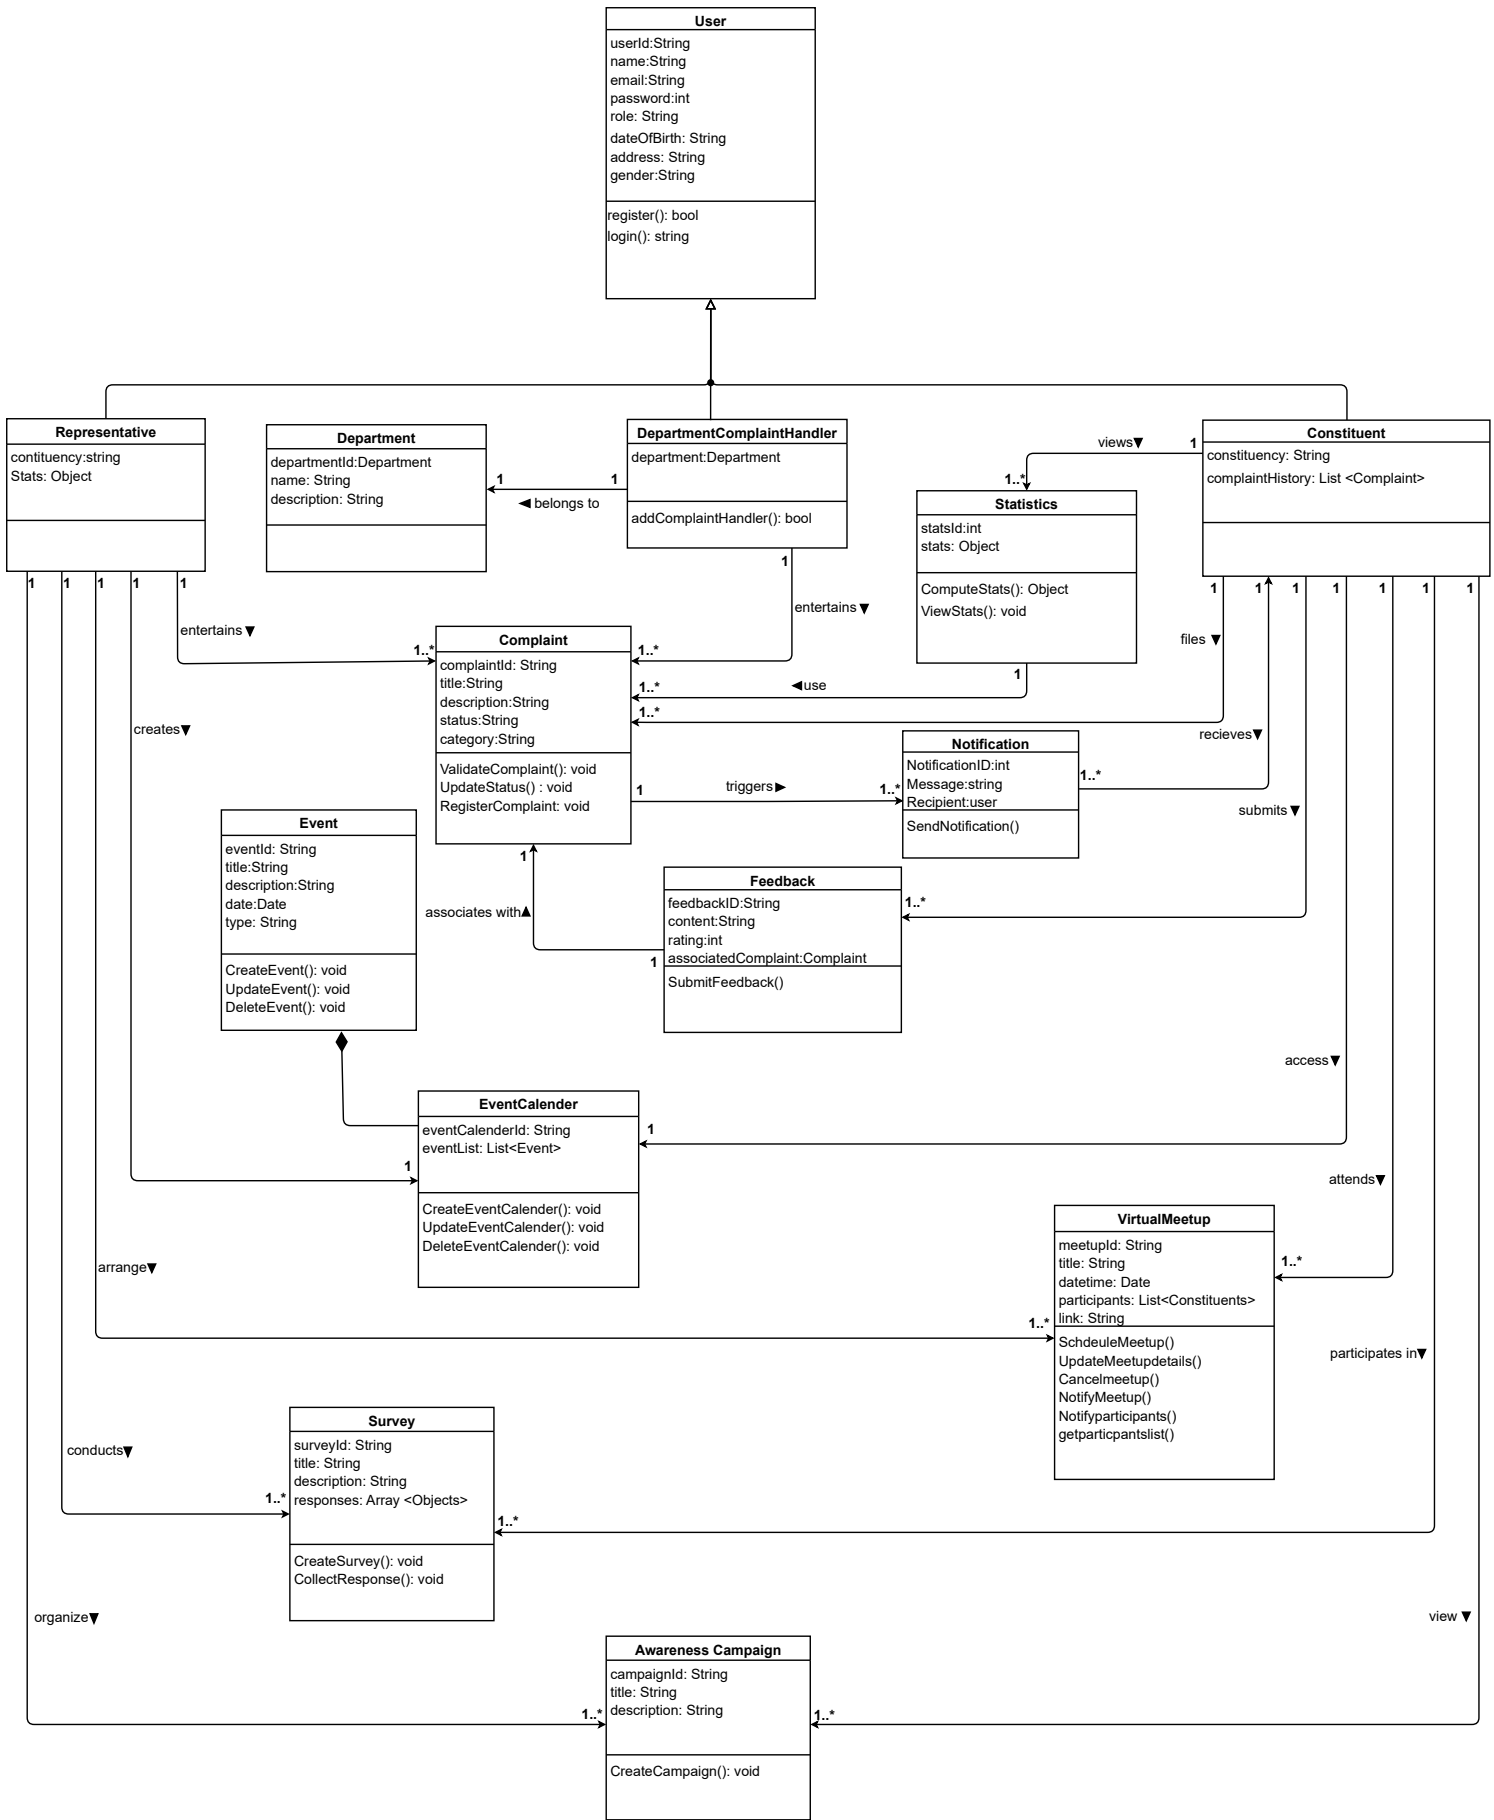 User
userId:String
name:String
email:String
password:int
role: String
dateOfBirth: String
address: String
gender:String
register(): bool
login(): string
Representative
contituency:string
Stats: Object
Department
departmentId:Department
name: String
description: String
1
1
◄ belongs to
DepartmentComplaintHandler
department:Department
addComplaintHandler(): bool
views▼
1
1..*
Statistics
statsId:int
stats: Object
ComputeStats(): Object
ViewStats(): void
Constituent
constituency: String
complaintHistory: List <Complaint>
1
1
1
1
1
1
entertains ▼
1..*
1
entertains ▼
1..*
1
◄use
1..*
1
1
1
1
1
1
1
files ▼
1..*
Complaint
complaintId: String
title:String
description:String
status:String
category:String
ValidateComplaint(): void
UpdateStatus() : void
RegisterComplaint: void
creates▼
1
triggers►
1..*
Notification
NotificationID:int
Message:string
Recipient:user
SendNotification()
1..*
recieves▼
submits ▼
Event
eventId: String
title:String
description:String
date:Date
type: String
CreateEvent(): void
UpdateEvent(): void
DeleteEvent(): void
1
associates with▲
1
Feedback
feedbackID:String
content:String
rating:int
associatedComplaint:Complaint
SubmitFeedback()
1..*
access▼
EventCalender
eventCalenderId: String
eventList: List<Event>
CreateEventCalender(): void
UpdateEventCalender(): void
DeleteEventCalender(): void
1
1
attends▼
arrange▼
1..*
VirtualMeetup
meetupId: String
title: String
datetime: Date
participants: List<Constituents>
link: String
SchdeuleMeetup()
UpdateMeetupdetails()
Cancelmeetup()
NotifyMeetup()
Notifyparticipants()
getparticpantslist()
1..*
participates in▼
conducts▼
1..*
Survey
surveyId: String
title: String
description: String
responses: Array <Objects>
CreateSurvey(): void
CollectResponse(): void
1..*
organize▼
view ▼
1..*
Awareness Campaign
campaignId: String
title: String
description: String
CreateCampaign(): void
1..*